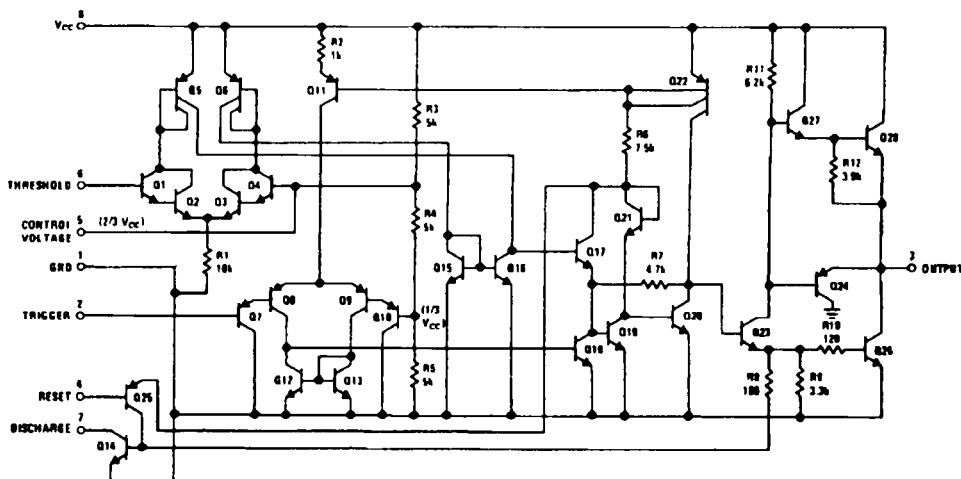 8
VCC
R2
1k
Q5
Q6
Q11
R3
5k
Q22
R11
6.2k
Q27
Q28
R6
7.5k
R12
3.9k
THRESHOLD
6
Q1
Q2
Q3
Q4
CONTROL
VOLTAGE
5
(2/3 VCC)
R4
5k
Q21
R1
10k
GRD
1
Q15
Q16
Q17
R7
4.7k
3
OUTPUT
Q8
Q9
Q24
TRIGGER
2
Q7
Q10
(1/3
VCC)
Q18
Q19
Q20
Q23
R10
120
Q12
Q13
R5
5k
R8
100
R9
3.3k
Q26
RESET
4
Q25
DISCHARGE
7
Q14